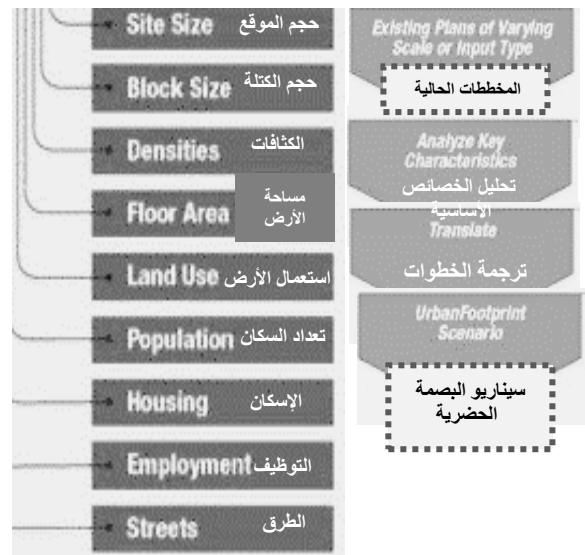 Site Size حجم الموقع
Block Size حجم الكتلة
Densities الكثافات
Floor Area مساحة
الأرض
Land Use استعمال الأرض
Population تعداد السكان
Housing الإسكان
Employment التوظيف
Streets الطرق
Existing Plans of Varying
Scale or Input Type
المخططات الحالية
Analyze Key
Characteristics
تحليل الخصائص
الأساسية
Translate
ترجمة الخطوات
UrbanFootprint
Scenario
سيناريو البصمة
الحضرية